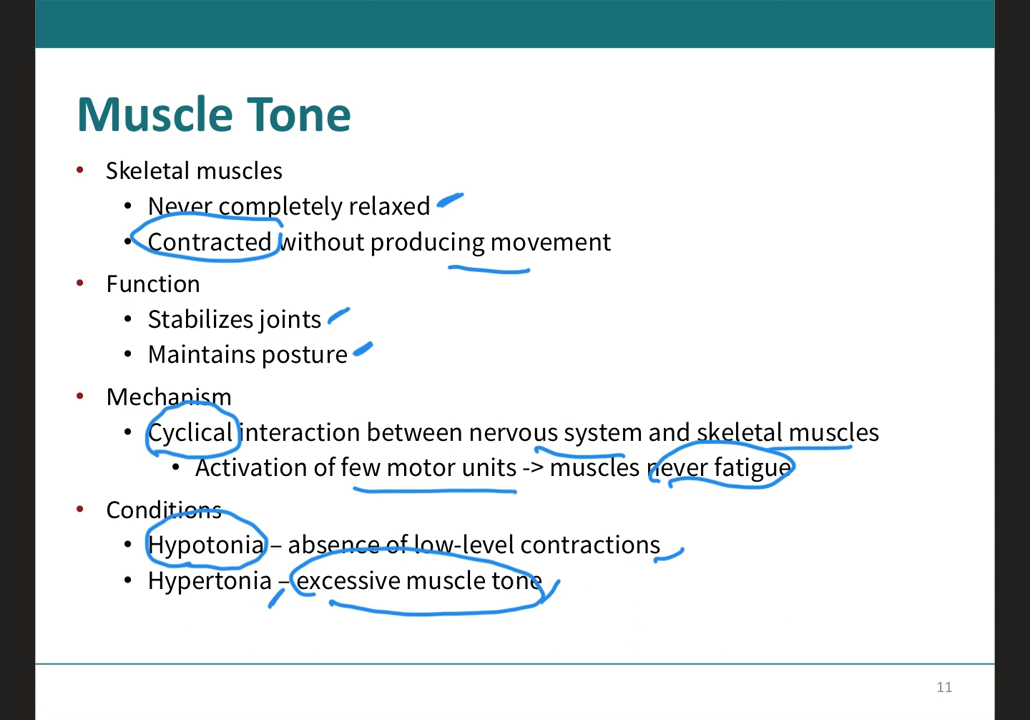 Muscle Tone
• Skeletal muscles
• Never completely relaxed
• Contracted without producing movement
• Function
• Stabilizes joints
• Maintains posture
• Mechanism
• Cyclical interaction between nervous system and skeletal muscles
• Activation of few motor units -> muscles never fatigue
• Conditions
• Hypotonia – absence of low-level contractions
• Hypertonia – excessive muscle tone
11